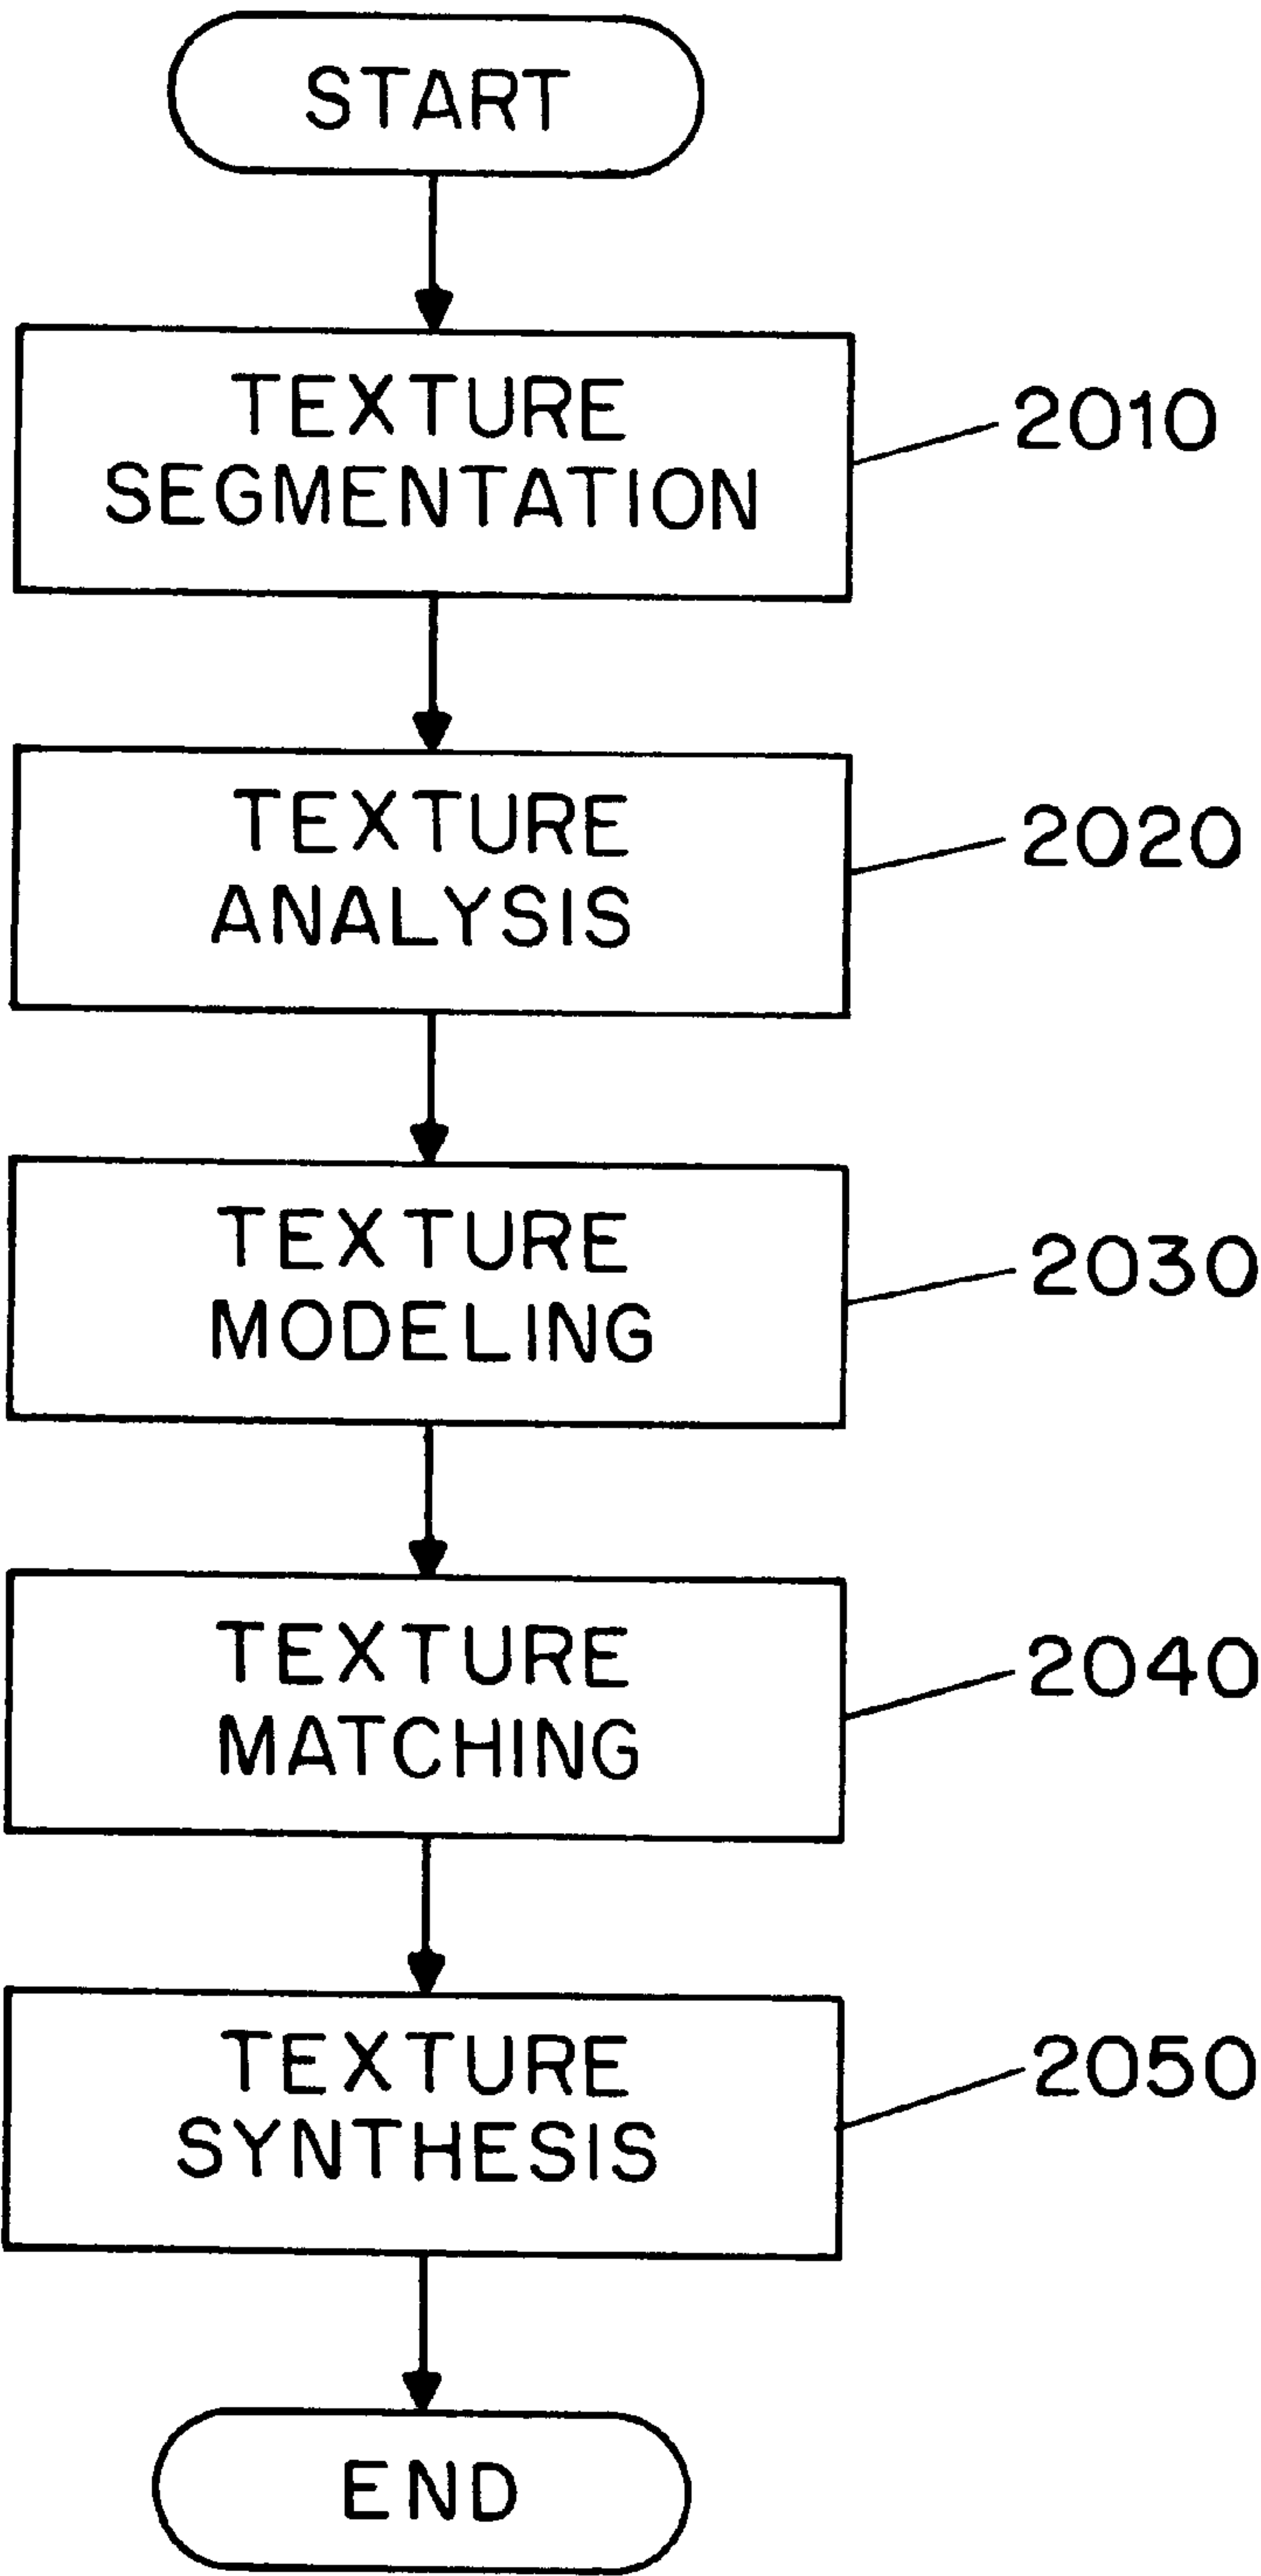 START
TEXTURE
SEGMENTATION
2010
TEXTURE
ANALYSIS
2020
TEXTURE
MODELING
2030
TEXTURE
MATCHING
2040
TEXTURE
SYNTHESIS
2050
END